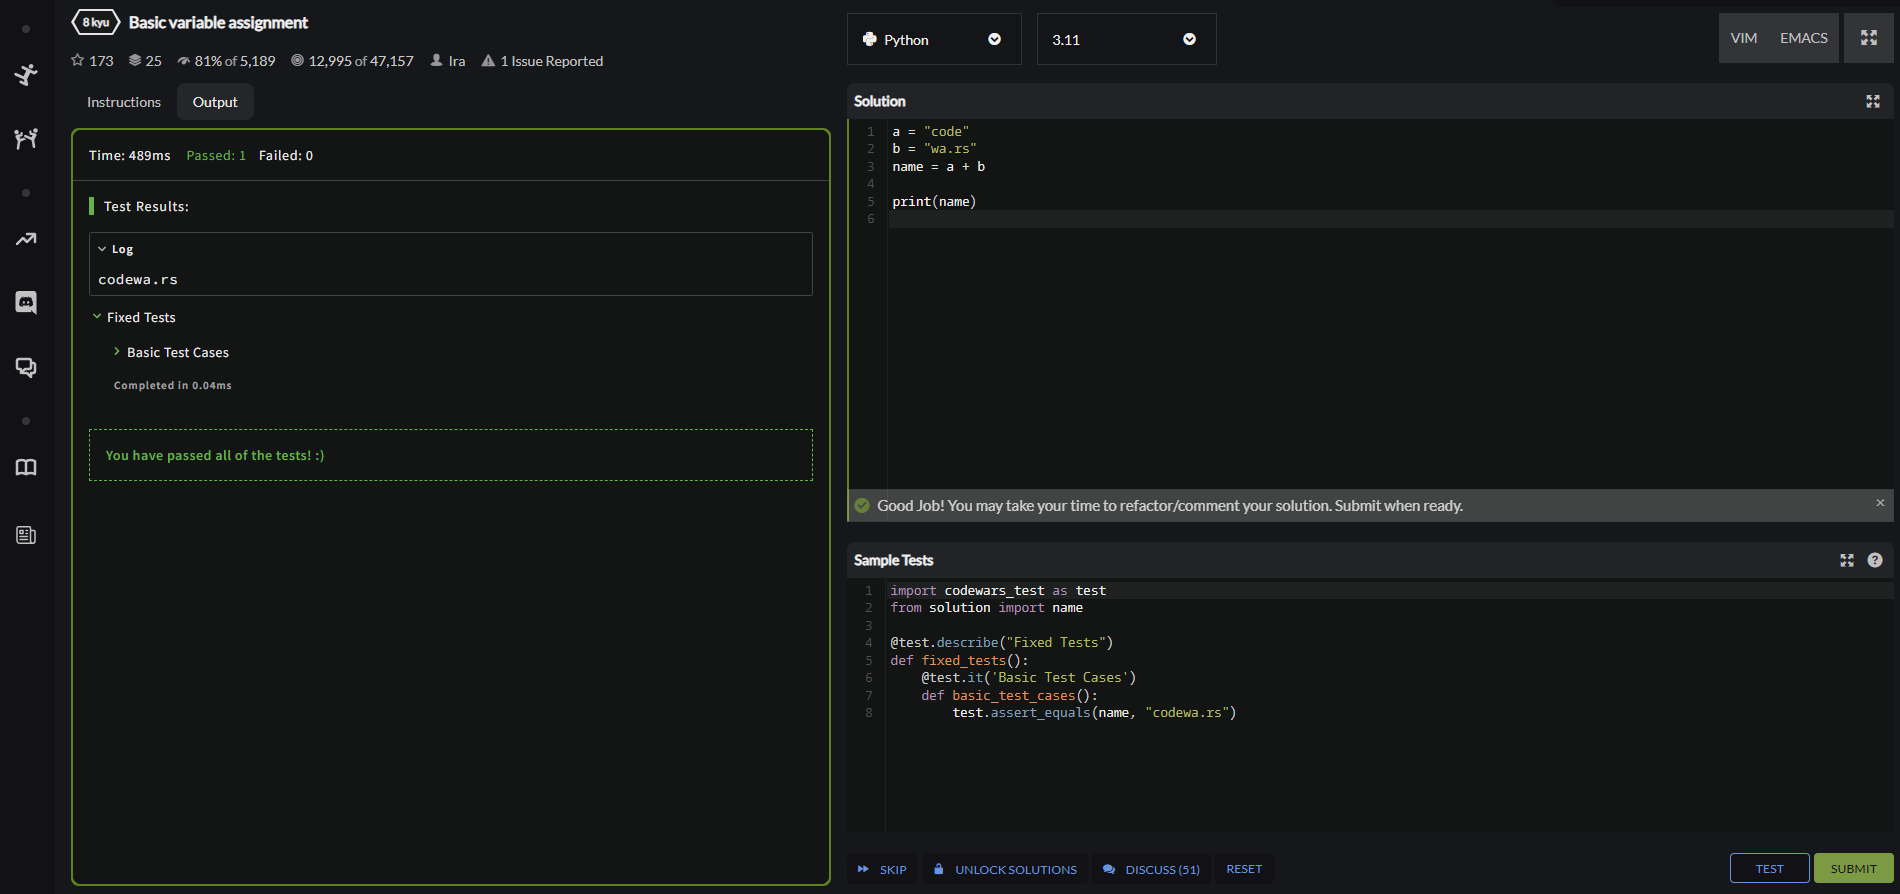 8 kyu Basic variable assignment
173 25 81% of 5,189 12,995 of 47,157 Ira 1 Issue Reported
Instructions Output
Time: 489ms Passed: 1 Failed: 0
Test Results:
Log
codewa.rs
Fixed Tests
Basic Test Cases
Completed in 0.04ms
You have passed all of the tests! :)
Python 3.11 VIM EMACS
Solution
1 a = "code"
2 b = "wa.rs"
3 name = a + b
4
5 print(name)
6
Good Job! You may take your time to refactor/comment your solution. Submit when ready. ×
Sample Tests ?
1 import codewars_test as test
2 from solution import name
3
4 @test.describe("Fixed Tests")
5 def fixed_tests():
6     @test.it('Basic Test Cases')
7     def basic_test_cases():
8         test.assert_equals(name, "codewa.rs")
SKIP UNLOCK SOLUTIONS DISCUSS (51) RESET TEST SUBMIT